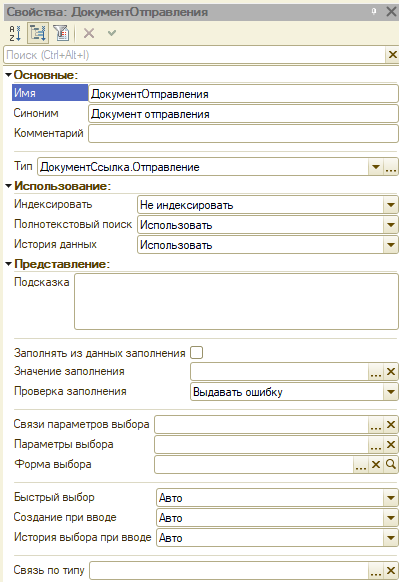 Свойства: ДокументОтправления
Поиск (Ctrl+Alt+I)
Основные:
Имя ДокументОтправления
Синоним Документ отправления
Комментарий
Тип ДокументСсылка.Отправление
Использование:
Индексировать Не индексировать
Полнотекстовый поиск Использовать
История данных Использовать
Представление:
Подсказка
Заполнять из данных заполнения
Значение заполнения
Проверка заполнения Выдавать ошибку
Связи параметров выбора
Параметры выбора
Форма выбора
Быстрый выбор Авто
Создание при вводе Авто
История выбора при вводе Авто
Связь по типу